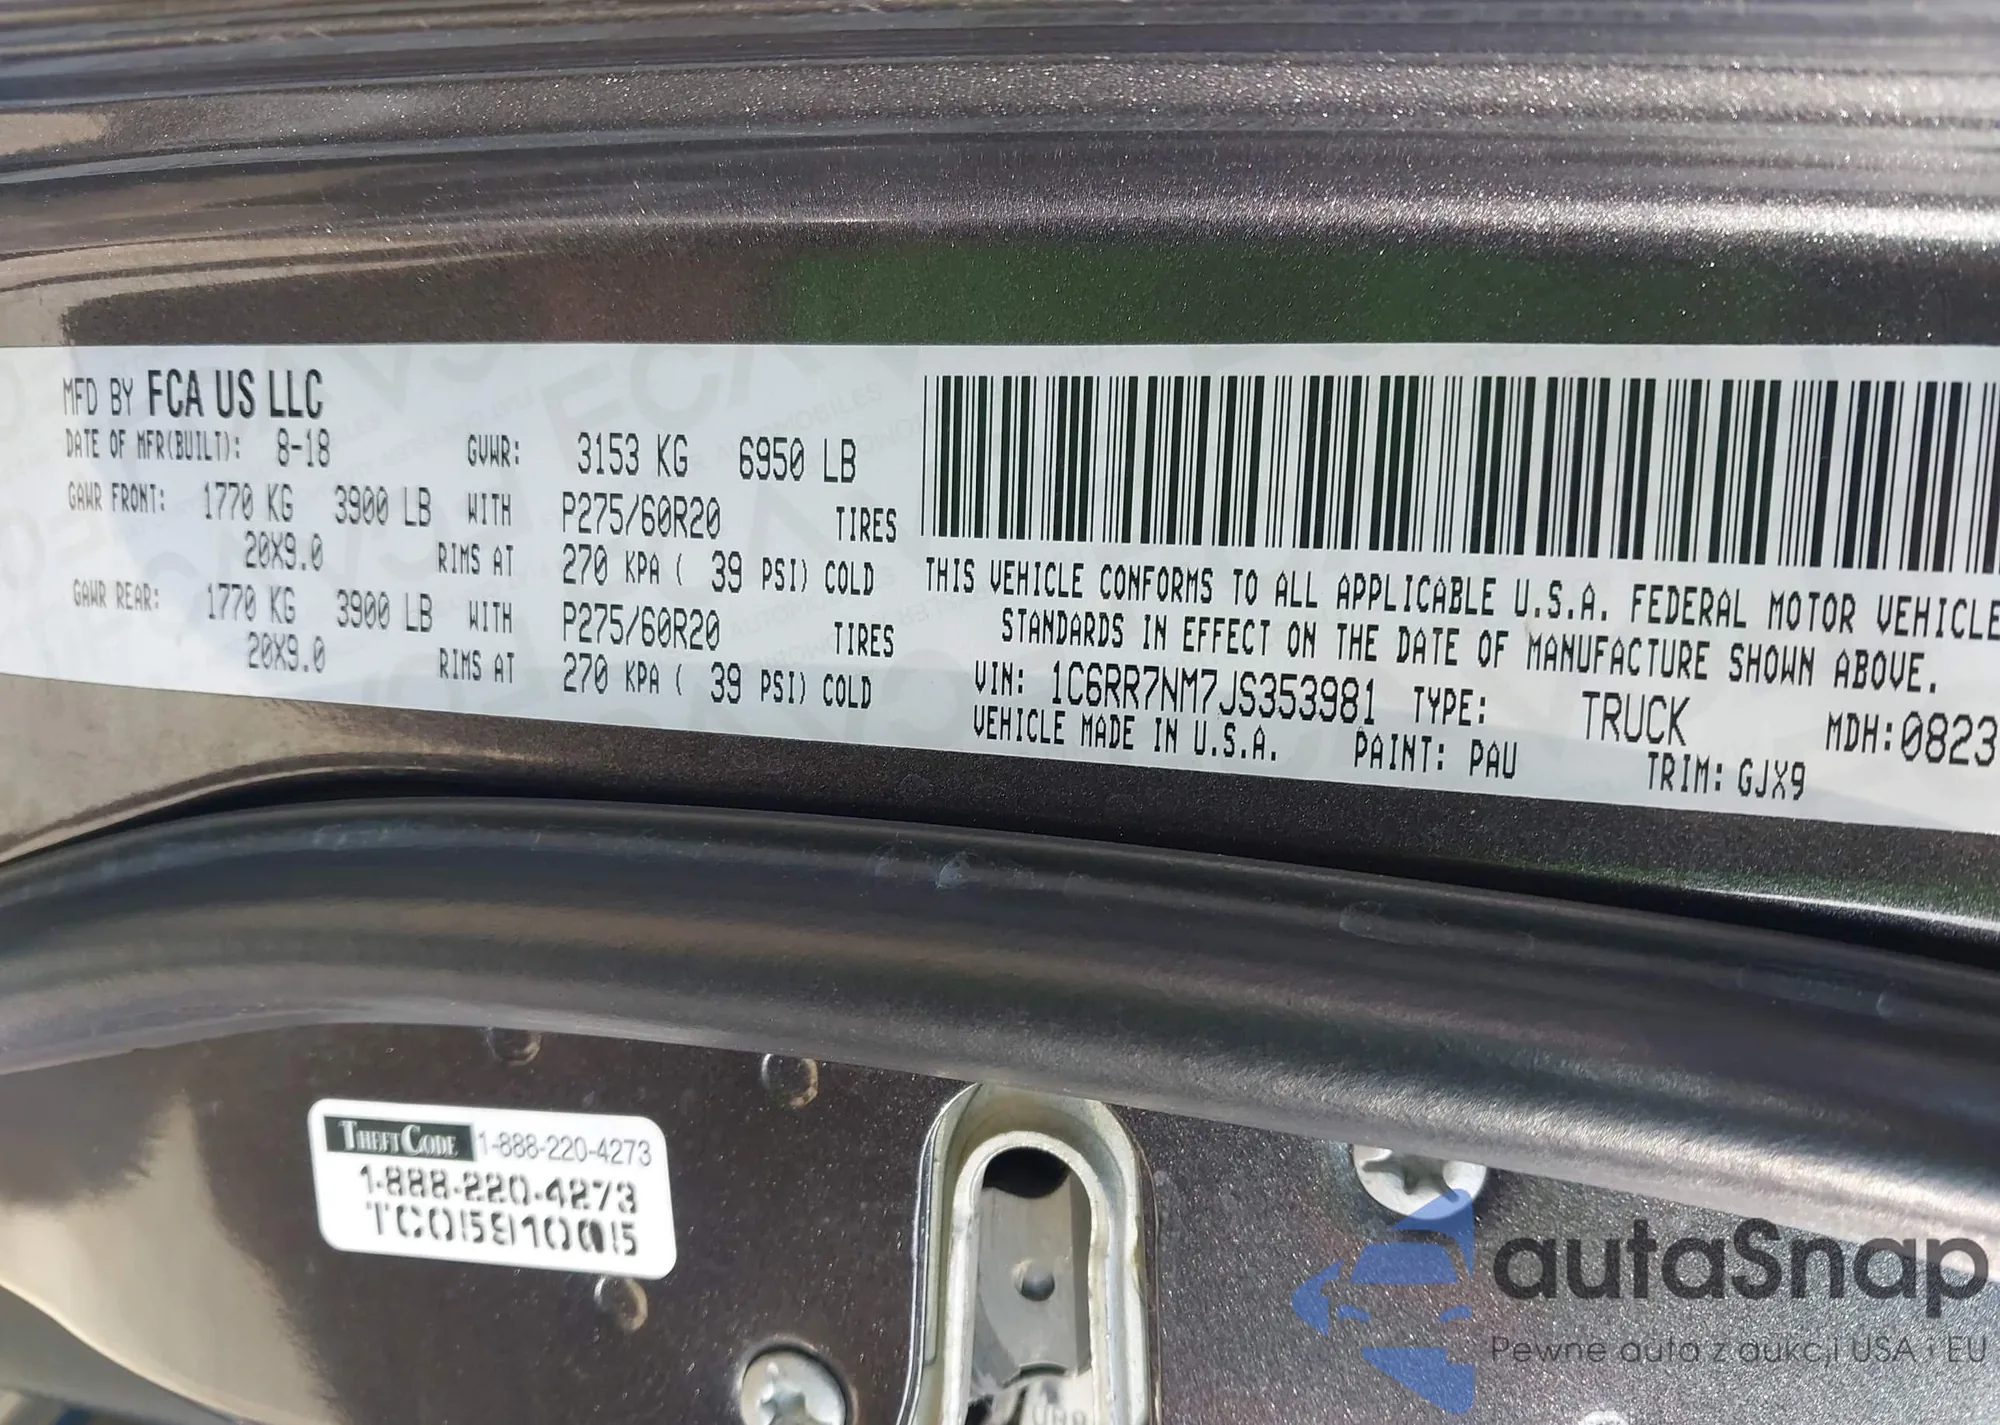 MFD BY FCA US LLC
DATE OF MFR(BUILT): 8-18 GVWR: 3153 KG 6950 LB
GAWR FRONT: 1770 KG 3900 LB WITH P275/60R20 TIRES
20X9.0 RIMS AT 270 KPA ( 39 PSI) COLD
GAWR REAR: 1770 KG 3900 LB WITH P275/60R20 TIRES
20X9.0 RIMS AT 270 KPA ( 39 PSI) COLD
THIS VEHICLE CONFORMS TO ALL APPLICABLE U.S.A. FEDERAL MOTOR VEHICLE
STANDARDS IN EFFECT ON THE DATE OF MANUFACTURE SHOWN ABOVE.
VIN: 1C6RR7NM7JS353981 TYPE: TRUCK MDH:0823
VEHICLE MADE IN U.S.A. PAINT: PAU TRIM: GJX9
THEFTCODE 1-888-220-4273
1-888-220-4273
autaSnap
Pewne auta z aukcji USA i EU